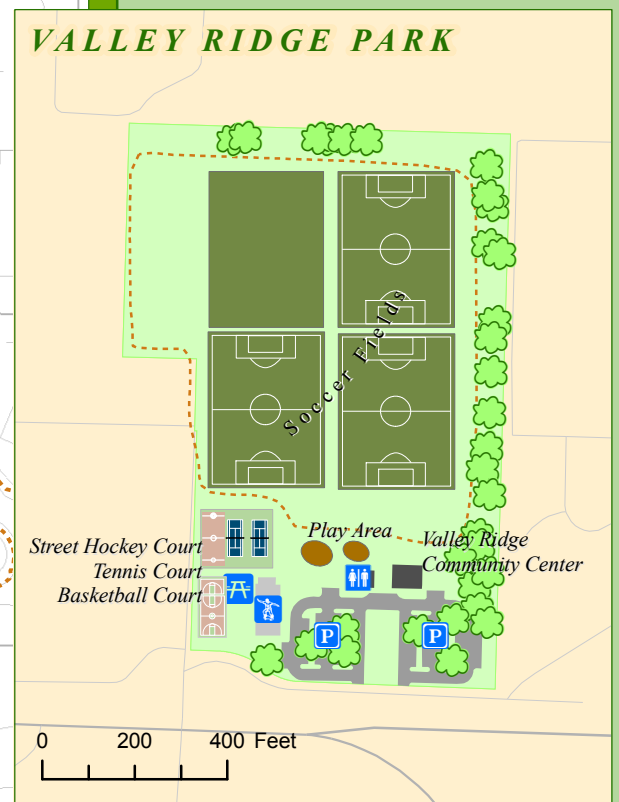 VALLEY RIDGE PARK
Soccer Fields
Play Area
Valley Ridge
Community Center
Street Hockey Court
Tennis Court
Basketball Court
P
P
0 200 400 Feet